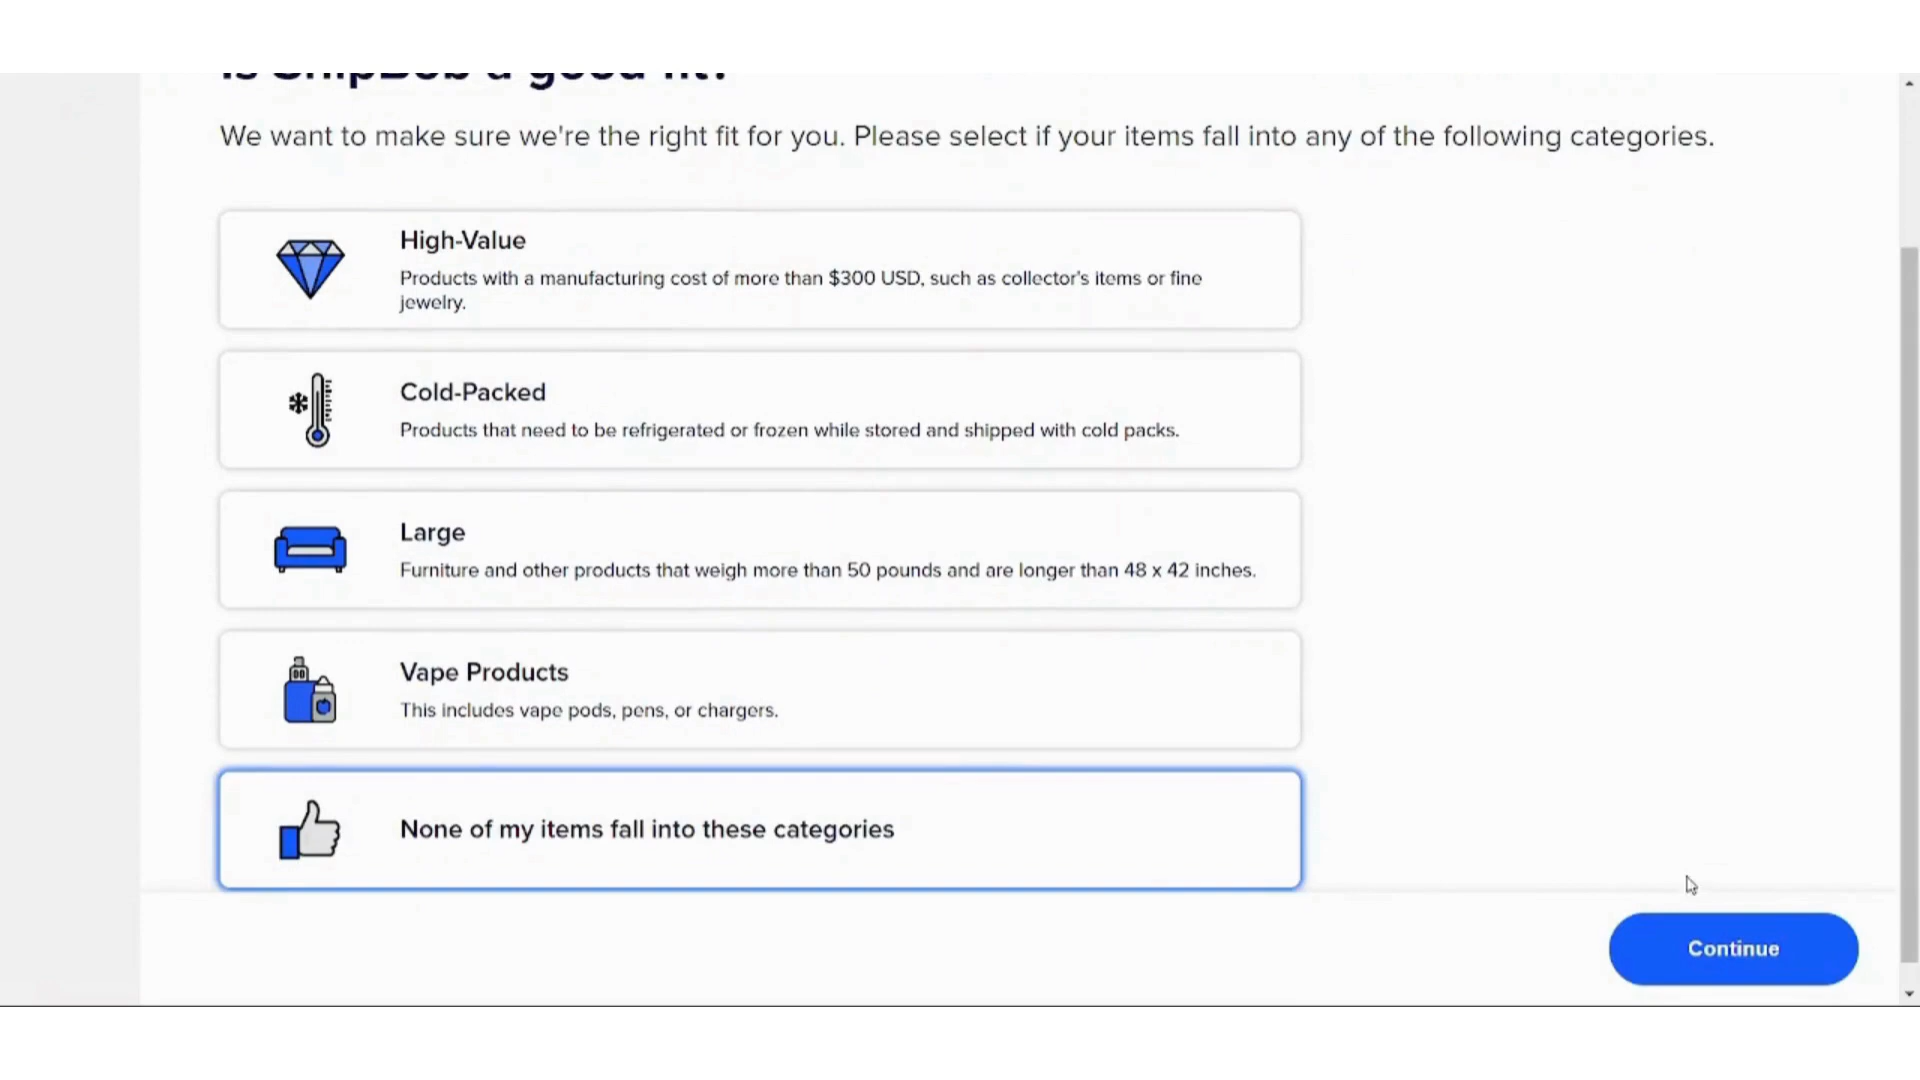 Is ShipBob a good fit?
We want to make sure we're the right fit for you. Please select if your items fall into any of the following categories.
High-Value
Products with a manufacturing cost of more than $300 USD, such as collector's items or fine
jewelry.
Cold-Packed
Products that need to be refrigerated or frozen while stored and shipped with cold packs.
Large
Furniture and other products that weigh more than 50 pounds and are longer than 48 x 42 inches.
Vape Products
This includes vape pods, pens, or chargers.
None of my items fall into these categories
Continue